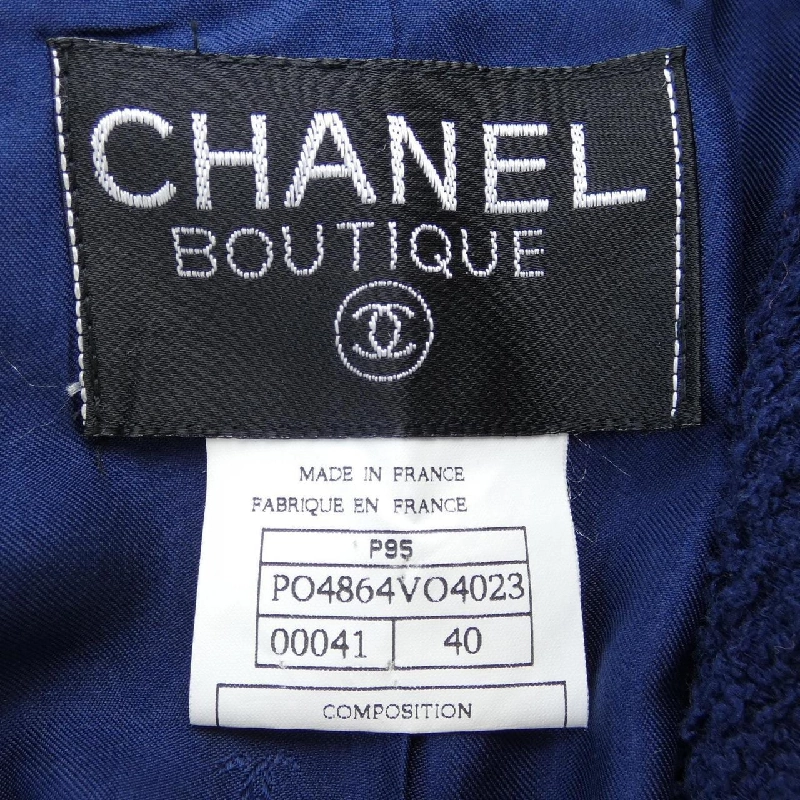 CHANEL
BOUTIQUE
MADE IN FRANCE
FABRIQUE EN FRANCE
P95
PO4864VO4023
00041 40
COMPOSITION